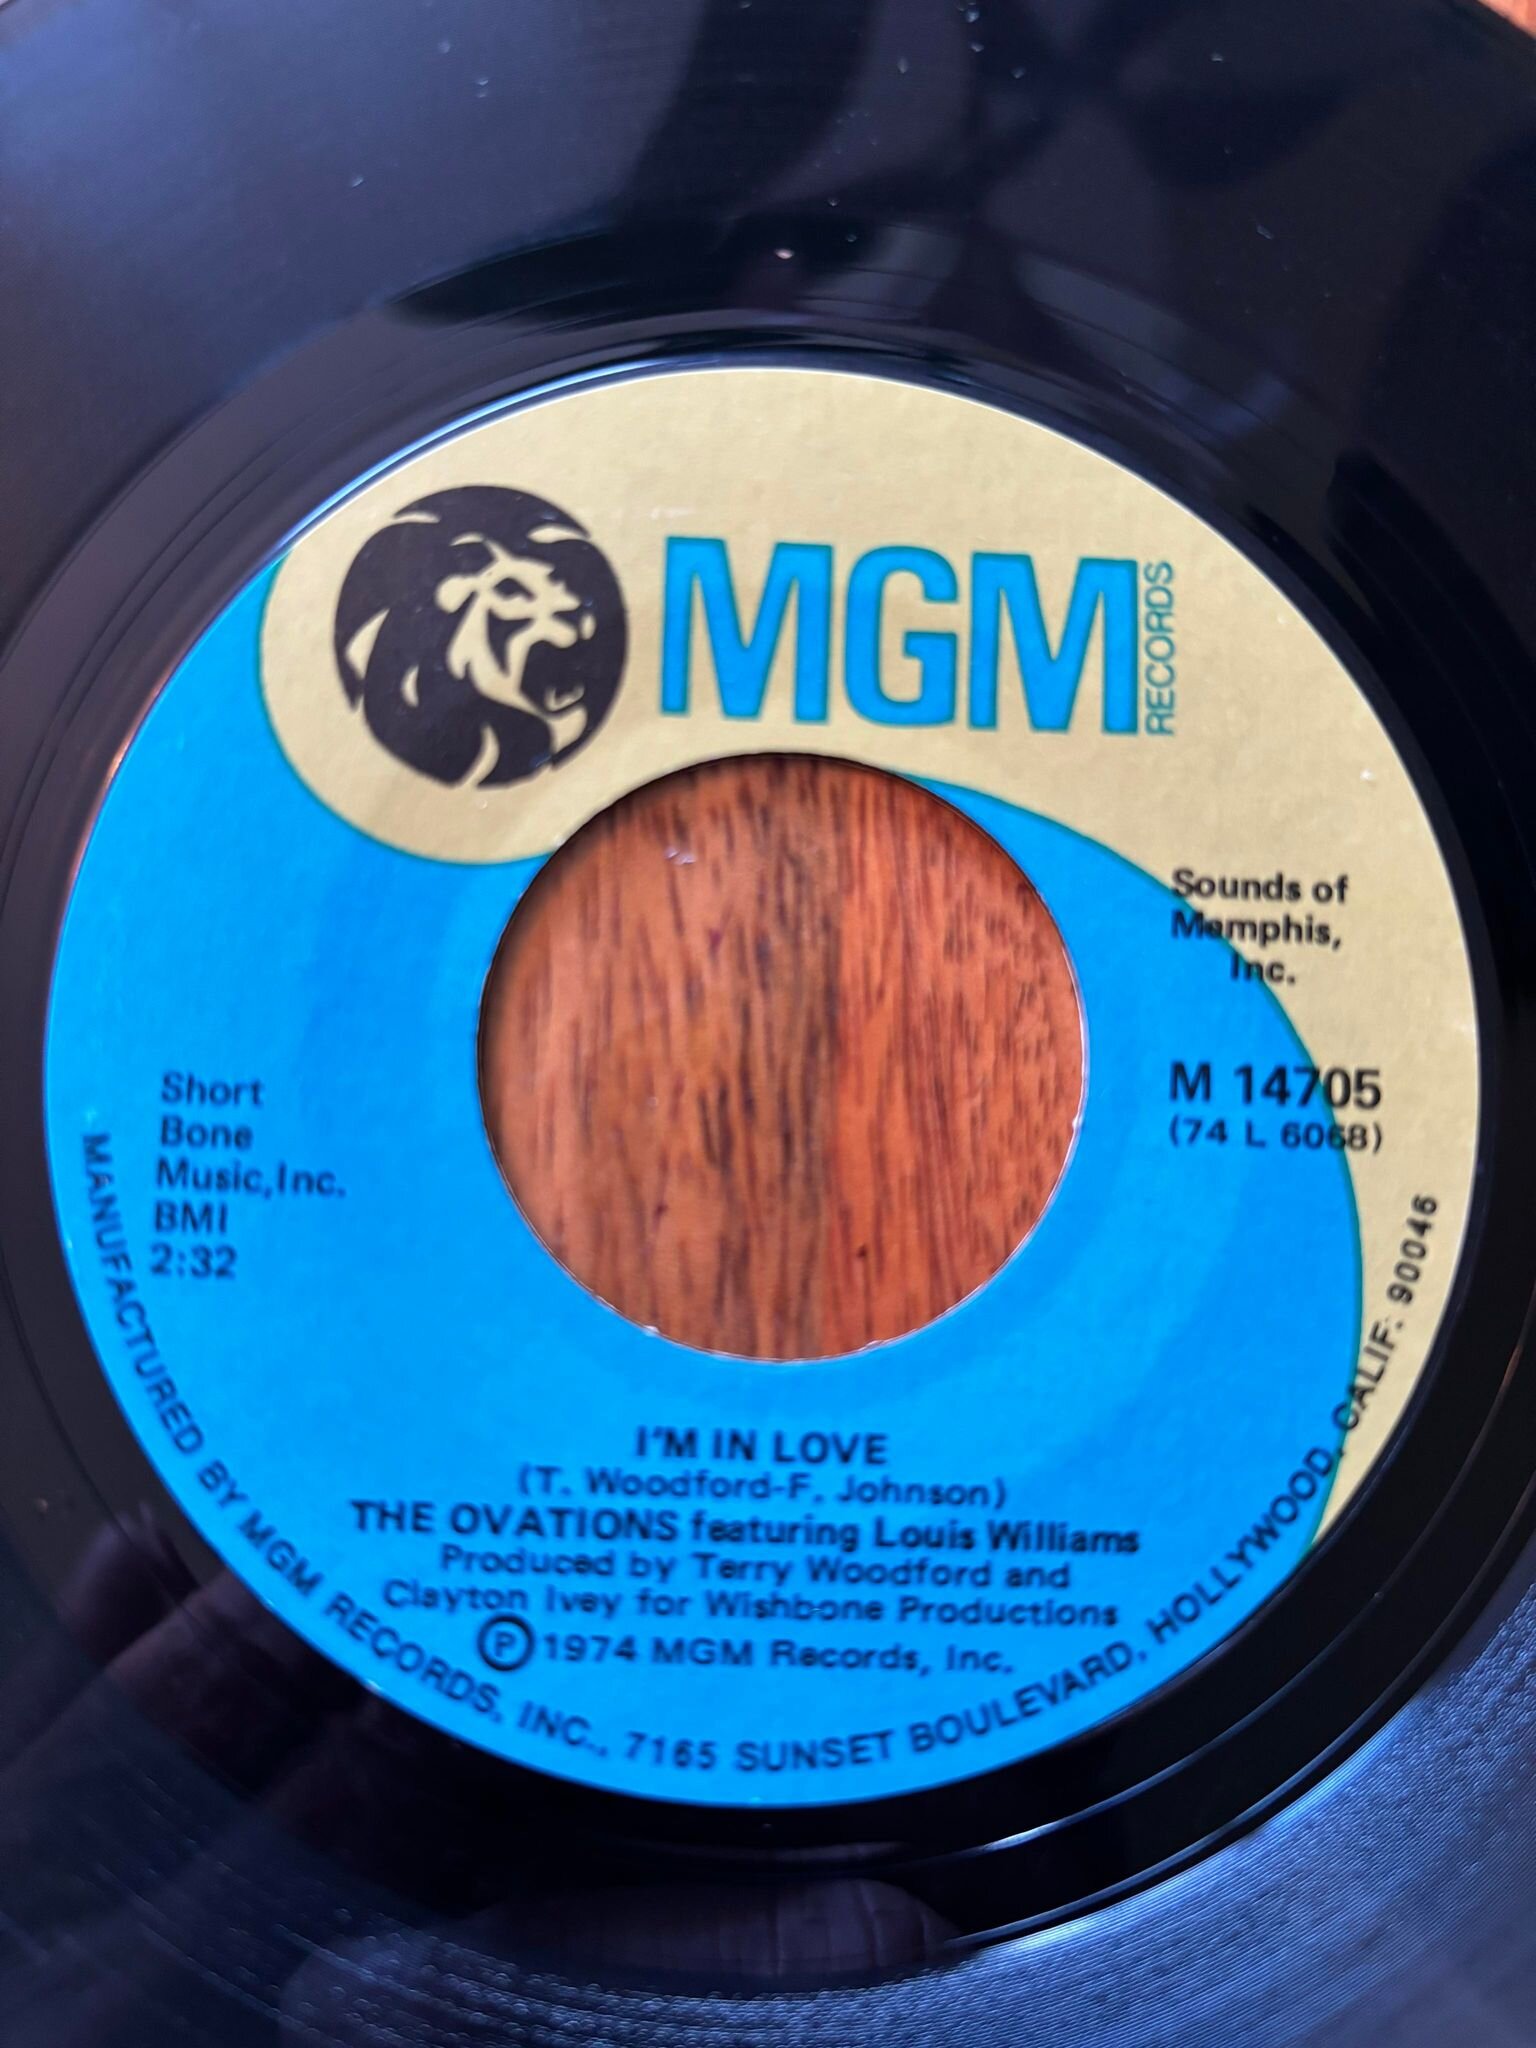 MGM
RECORDS
Sounds of
Memphis,
Inc.
M 14705
(74 L 6068)
Short
Bone
Music,Inc.
BMI
2:32
I'M IN LOVE
(T. Woodford-F. Johnson)
THE OVATIONS featuring Louis Williams
Produced by Terry Woodford and
Clayton Ivey for Wishbone Productions
Ⓟ 1974 MGM Records, Inc.
MANUFACTURED BY MGM RECORDS, INC., 7165 SUNSET BOULEVARD, HOLLYWOOD, CALIF. 90046